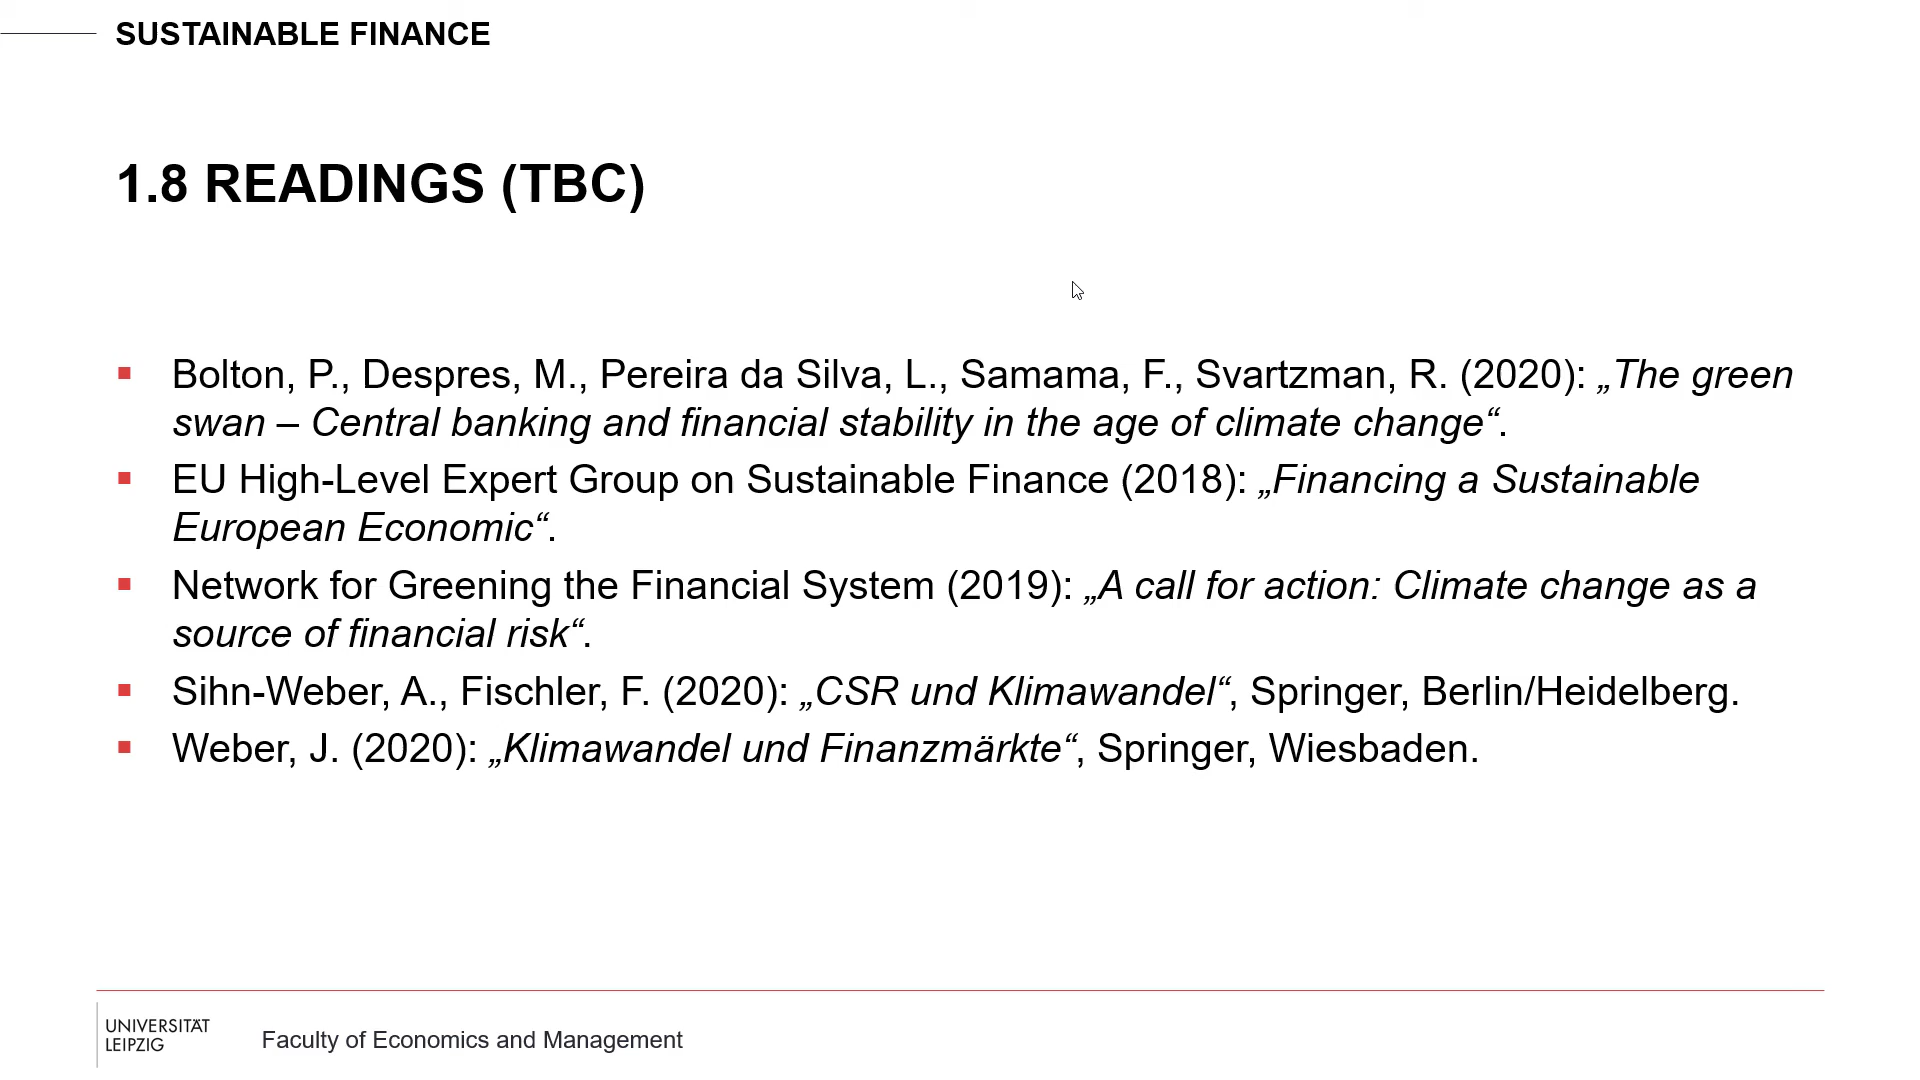 SUSTAINABLE FINANCE
1.8 READINGS (TBC)
▪ Bolton, P., Despres, M., Pereira da Silva, L., Samama, F., Svartzman, R. (2020): „The green
swan – Central banking and financial stability in the age of climate change“.
▪ EU High-Level Expert Group on Sustainable Finance (2018): „Financing a Sustainable
European Economic“.
▪ Network for Greening the Financial System (2019): „A call for action: Climate change as a
source of financial risk“.
▪ Sihn-Weber, A., Fischler, F. (2020): „CSR und Klimawandel“, Springer, Berlin/Heidelberg.
▪ Weber, J. (2020): „Klimawandel und Finanzmärkte“, Springer, Wiesbaden.
UNIVERSITÄT
LEIPZIG
Faculty of Economics and Management